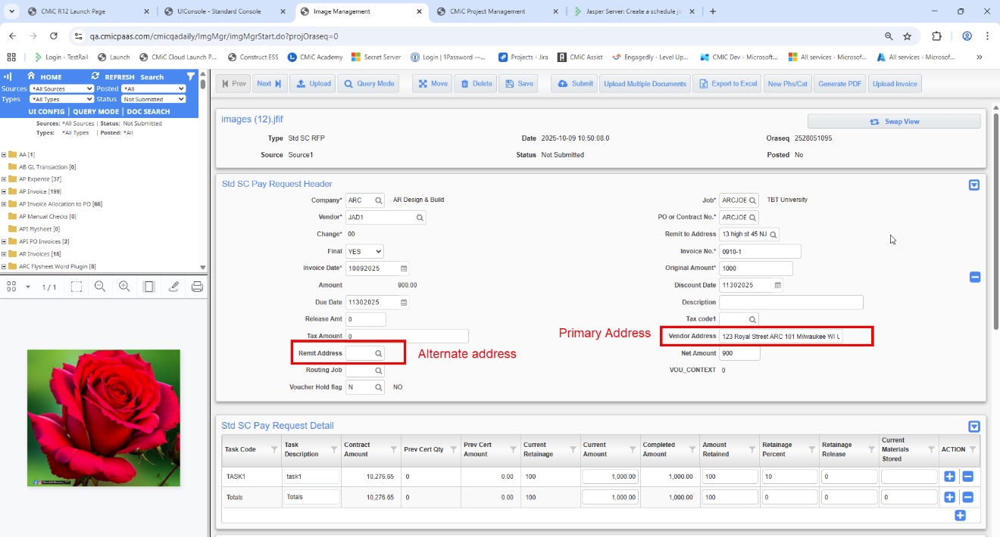 CMiC R12 Launch Page
UIConsole - Standard Console
Image Management
CMiC Project Management
Jasper Server: Create a schedule jo
qa.cmicpaas.com/cmicqadaily/ImgMgr/imgMgrStart.do?projOraseq=0
Login - TestRail
Launch
CMiC Cloud Launch P...
Construct ESS
CMiC Academy
Secret Server
Login | 1Password —...
Projects - Jira
CMiC Assist
Engagedly - Level Up...
CMIC Dev - Microsoft...
All services - Microsof...
All services - Microsof...
HOME REFRESH Search
Sources *All Sources Posted *All
Types *All Types Status Not Submitted
UI CONFIG | QUERY MODE | DOC SEARCH
Sources: *All Sources | Status: Not Submitted
Types: *All Types | Posted: *All
AA [1]
AB GL Transaction [0]
AP Expense [37]
AP Invoice [199]
AP Invoice Allocation to PO [66]
AP Manual Checks [0]
API Flysheet [0]
API PO Invoices [2]
AR Invoices [18]
ARC Flysheet Word Plugin [8]
1 / 1
Prev Next Upload Query Mode Move Delete Save Submit Upload Multiple Documents Export to Excel New Phs/Cat Generate PDF Upload Invoice
images (12).jfif
Swap View
Type Std SC RFP Date 2025-10-09 10:50:08.0 Oraseq 2528051095
Source Source1 Status Not Submitted Posted No
Std SC Pay Request Header
Company* ARC AR Design & Build Job* ARCJOE TBT University
Vendor* JAD1 PO or Contract No.* ARCJOE
Change* 00 Remit to Address 13 high st 45 NJ
Final YES Invoice No.* 0910-1
Invoice Date* 10092025 Original Amount* 1000
Amount 900.00 Discount Date 11302025
Due Date 11302025 Description
Release Amt 0 Tax code1
Tax Amount 0 Primary Address Vendor Address 123 Royal Street ARC 101 Milwaukee WI U
Remit Address Alternate address Net Amount 900
Routing Job VOU_CONTEXT 0
Voucher Hold flag N NO
Std SC Pay Request Detail
Task Code Task Description Contract Amount Prev Cert Qty Prev Cert Amount Current Retainage Current Amount Completed Amount Amount Retained Retainage Percent Retainage Release Current Materials Stored ACTION
TASK1 task1 10,276.65 0 0.00 100 1,000.00 1,000.00 100 10 0
Totals Totals 10,276.65 0 0.00 100 1,000.00 1,000.00 100 0 0 0